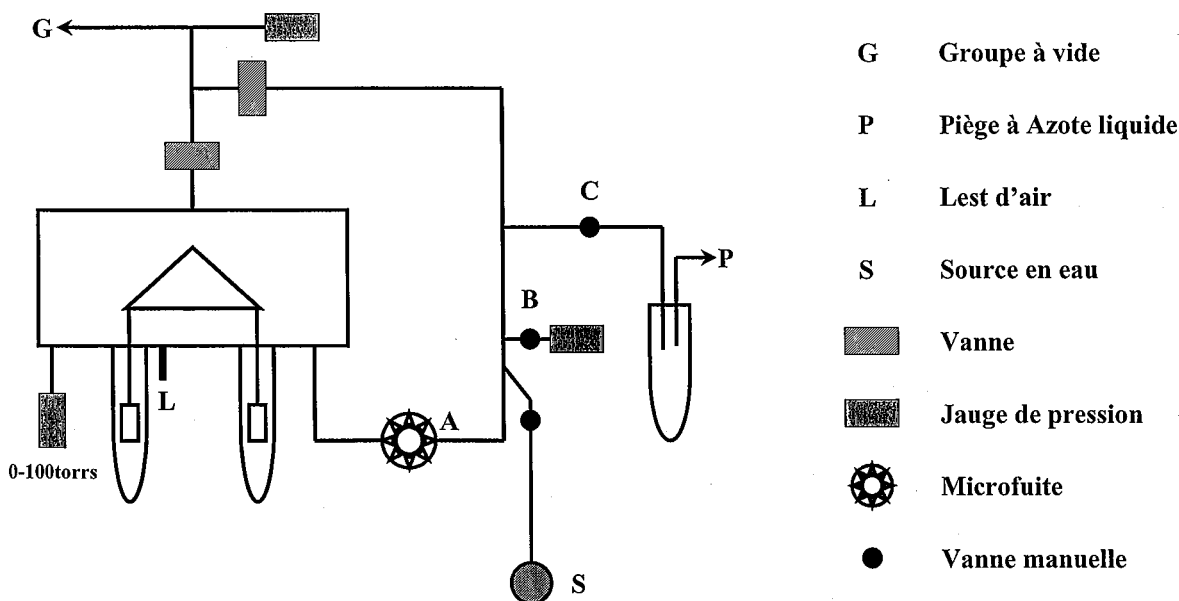 G
G Groupe à vide
P Piège à Azote liquide
C
L Lest d'air
P
S Source en eau
B
Vanne
L
A
Jauge de pression
0-100torrs
Microfuite
Vanne manuelle
S